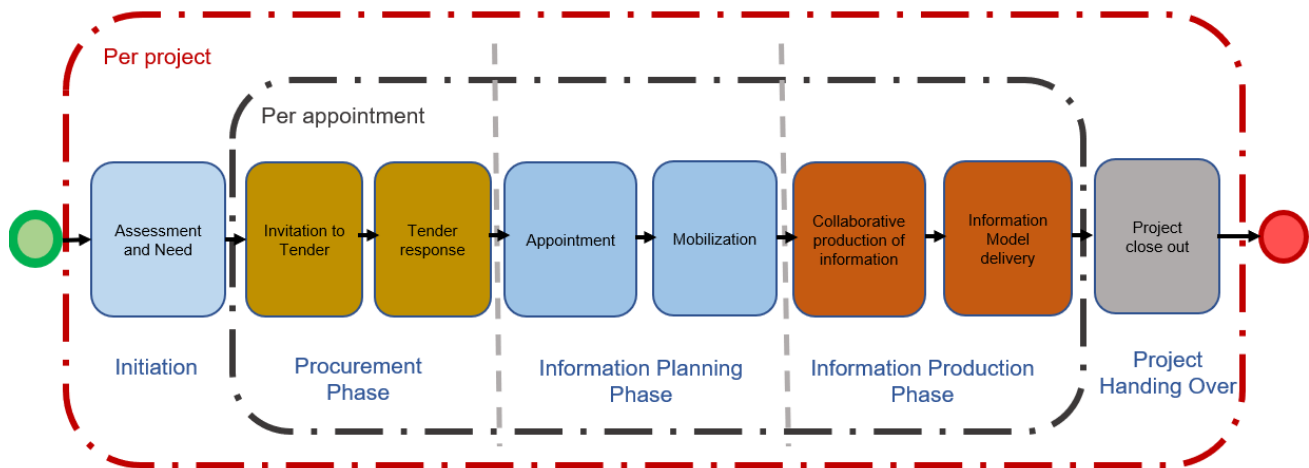 Per project
Per appointment
Assessment
and Need
Invitation to
Tender
Tender
response
Appointment
Mobilization
Collaborative
production of
information
Information
Model
delivery
Project
close out
Initiation
Procurement
Phase
Information Planning
Phase
Information Production
Phase
Project
Handing Over